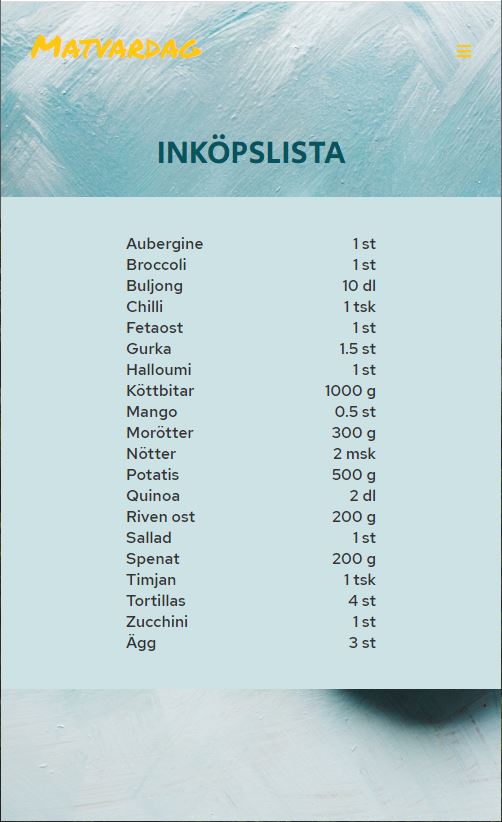 Matvardag
INKÖPSLISTA
Aubergine 1 st
Broccoli 1 st
Buljong 10 dl
Chilli 1 tsk
Fetaost 1 st
Gurka 1.5 st
Halloumi 1 st
Köttbitar 1000 g
Mango 0.5 st
Morötter 300 g
Nötter 2 msk
Potatis 500 g
Quinoa 2 dl
Riven ost 200 g
Sallad 1 st
Spenat 200 g
Timjan 1 tsk
Tortillas 4 st
Zucchini 1 st
Ägg 3 st